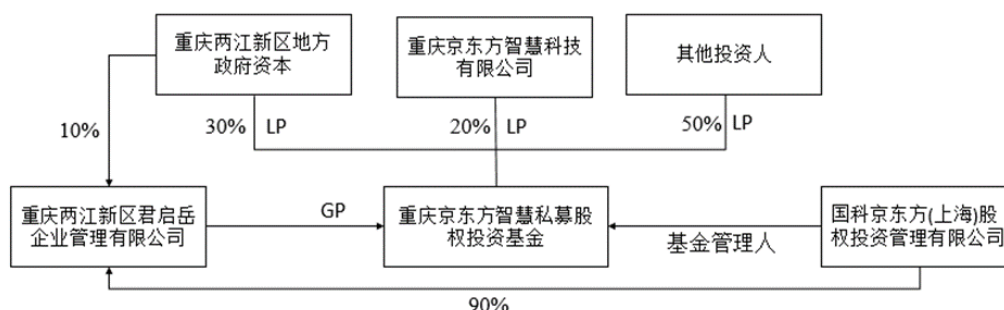 重庆两江新区地方
政府资本
重庆京东方智慧科技
有限公司
其他投资人
10%
30% LP
20% LP
50% LP
重庆两江新区君启岳
企业管理有限公司
GP
重庆京东方智慧私募股
权投资基金
基金管理人
国科京东方(上海)股
权投资管理有限公司
90%